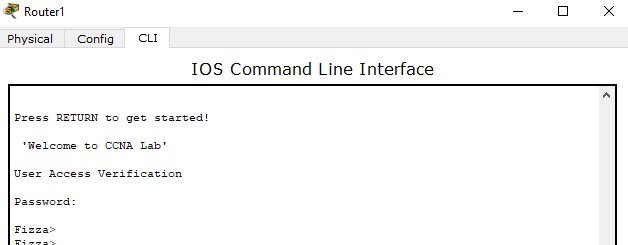 Router1
Physical Config CLI
IOS Command Line Interface
Press RETURN to get started!
'Welcome to CCNA Lab'
User Access Verification
Password:
Fizza>
Fizza>